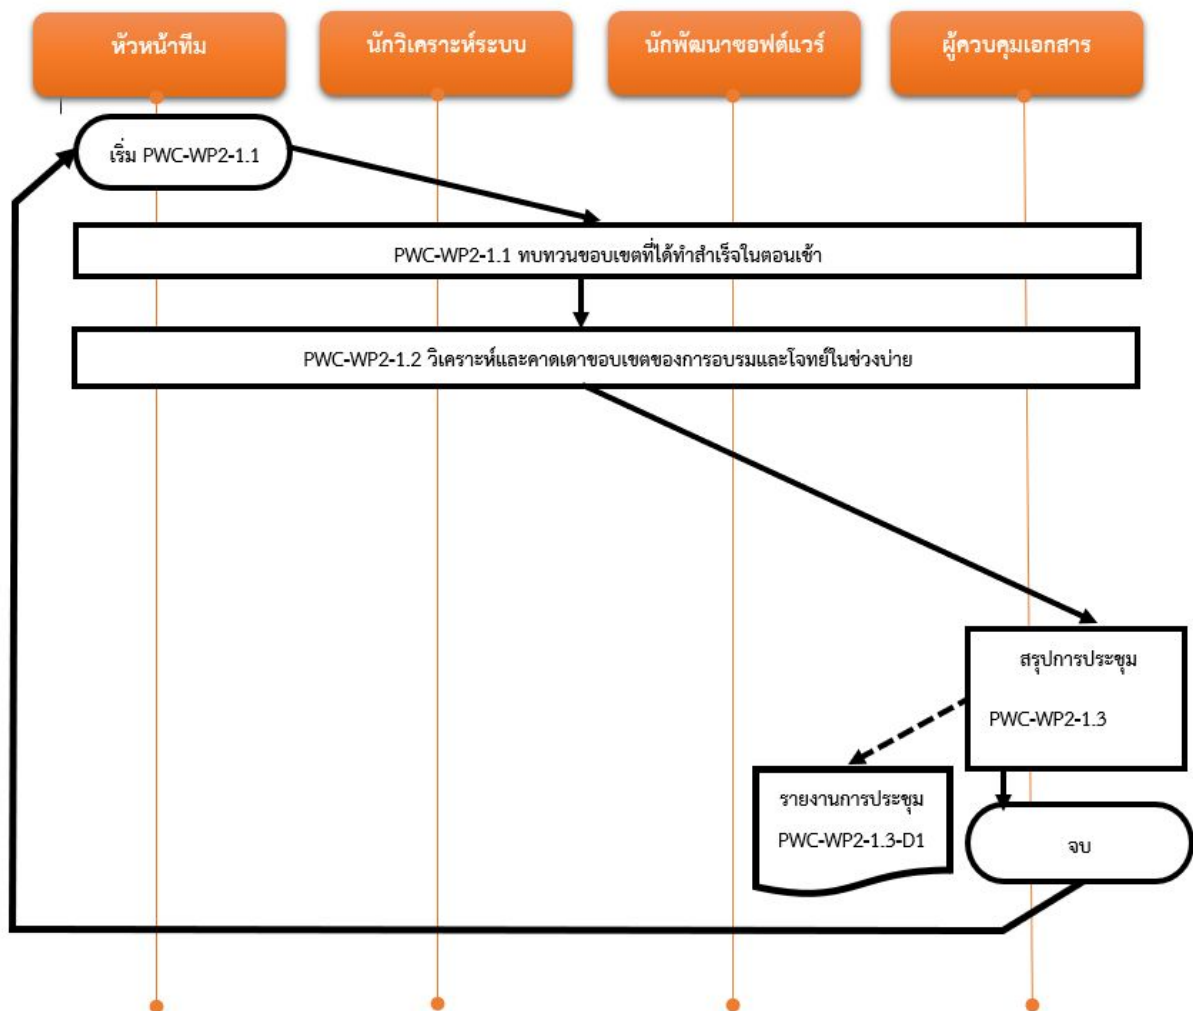 หัวหน้าทีม
นักวิเคราะห์ระบบ
นักพัฒนาซอฟต์แวร์
ผู้ควบคุมเอกสาร
เริ่ม PWC-WP2-1.1
PWC-WP2-1.1 ทบทวนขอบเขตที่ได้ทำสำเร็จในตอนเช้า
PWC-WP2-1.2 วิเคราะห์และคาดเดาขอบเขตของการอบรมและโจทย์ในช่วงบ่าย
สรุปการประชุม
PWC-WP2-1.3
รายงานการประชุม
PWC-WP2-1.3-D1
จบ